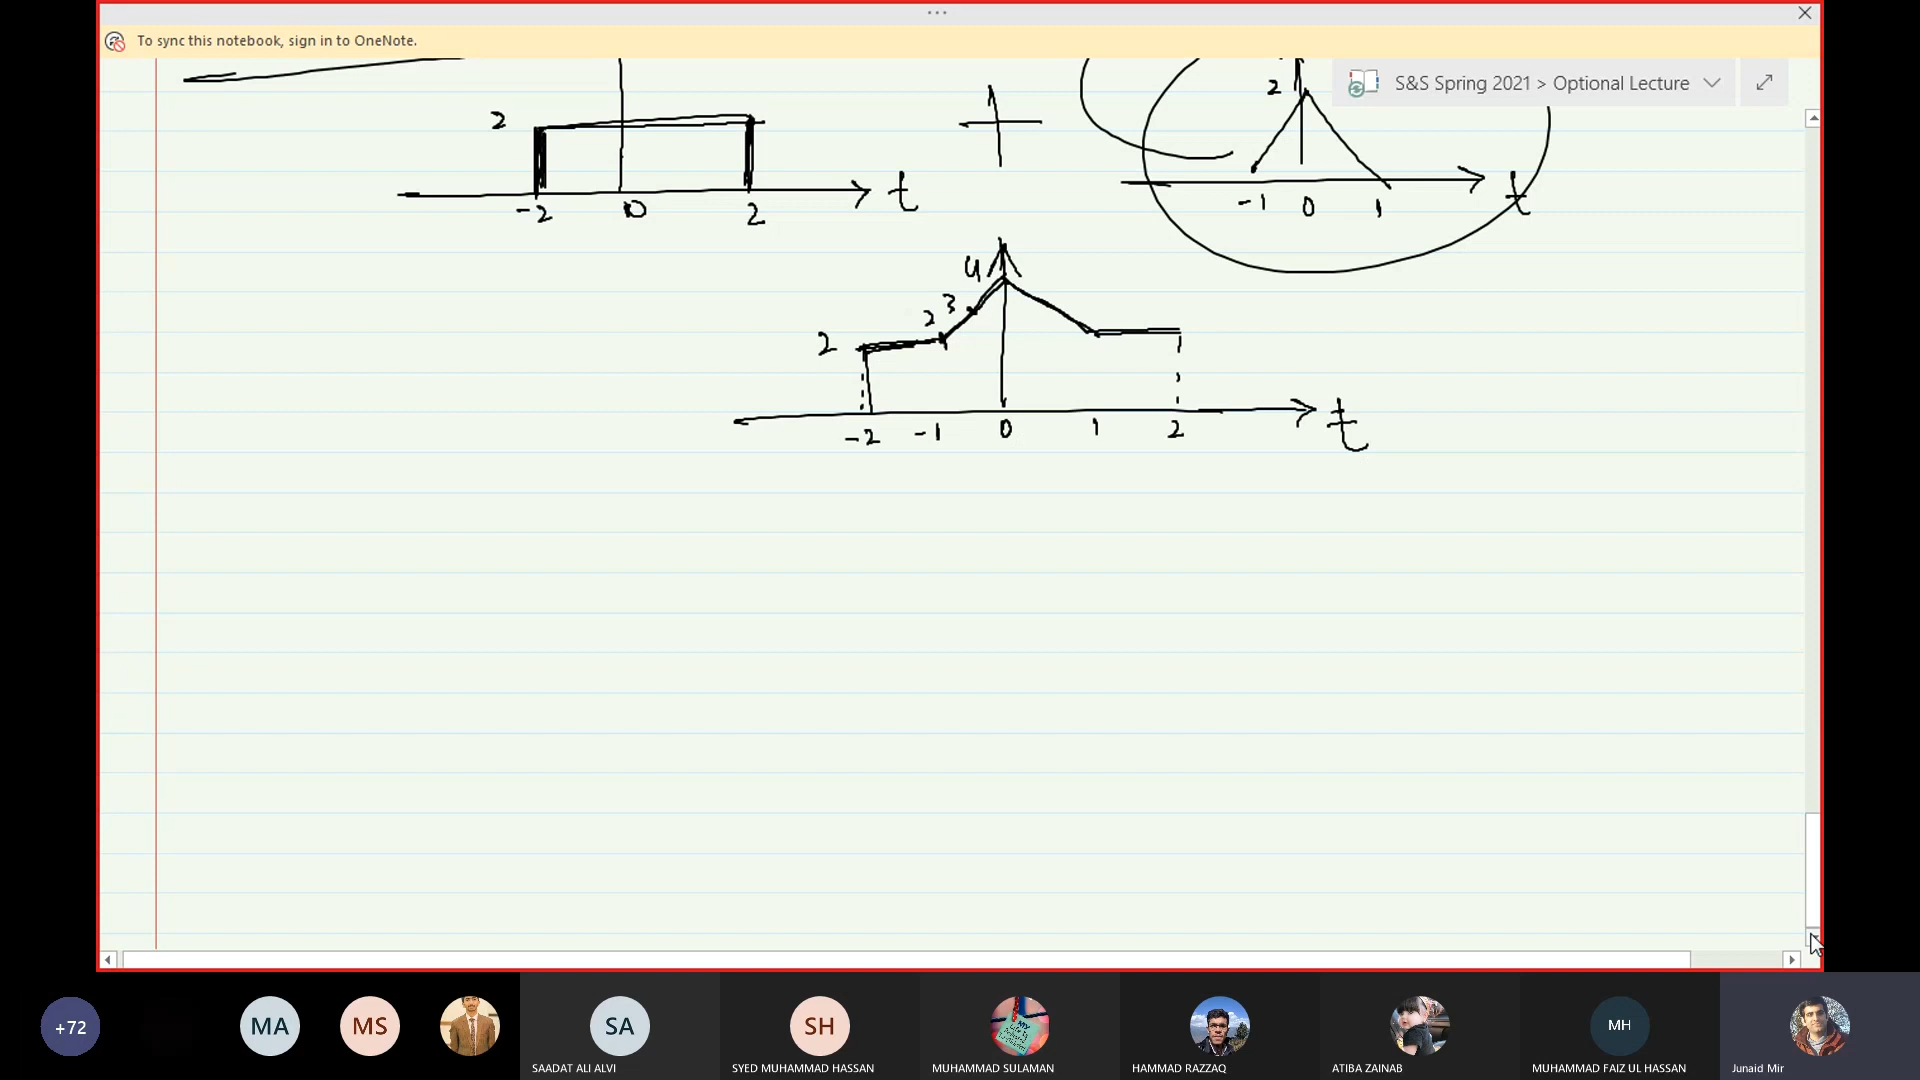 To sync this notebook, sign in to OneNote.
S&S Spring 2021 > Optional Lecture
2
2
t
t
-2 0 2
-1 0 1
4
3
2
2
t
-2 -1 0 1 2
+72
MA
MS
SA
SH
MH
SAADAT ALI ALVI
SYED MUHAMMAD HASSAN
MUHAMMAD SULAMAN
HAMMAD RAZZAQ
ATIBA ZAINAB
MUHAMMAD FAIZ UL HASSAN
Junaid Mir